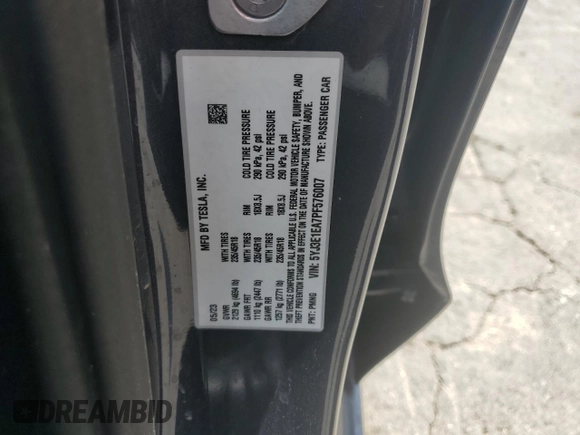 MFD BY TESLA, INC.
05/23
GVWR
2129 kg (4694 lb)
GAWR FRT WITH TIRES RIM COLD TIRE PRESSURE
1110 kg (2447 lb) 235/45R18 18X8.5J 290 kPa, 42 psi
GAWR RR WITH TIRES RIM COLD TIRE PRESSURE
1257 kg (2771 lb) 235/45R18 18X8.5J 290 kPa, 42 psi
THIS VEHICLE CONFORMS TO ALL APPLICABLE U.S. FEDERAL MOTOR VEHICLE SAFETY, BUMPER, AND
THEFT PREVENTION STANDARDS IN EFFECT ON THE DATE OF MANUFACTURE SHOWN ABOVE.
VIN: 5YJ3E1EA7PF576007
PNT: PMNG TYPE: PASSENGER CAR
DREAMBID